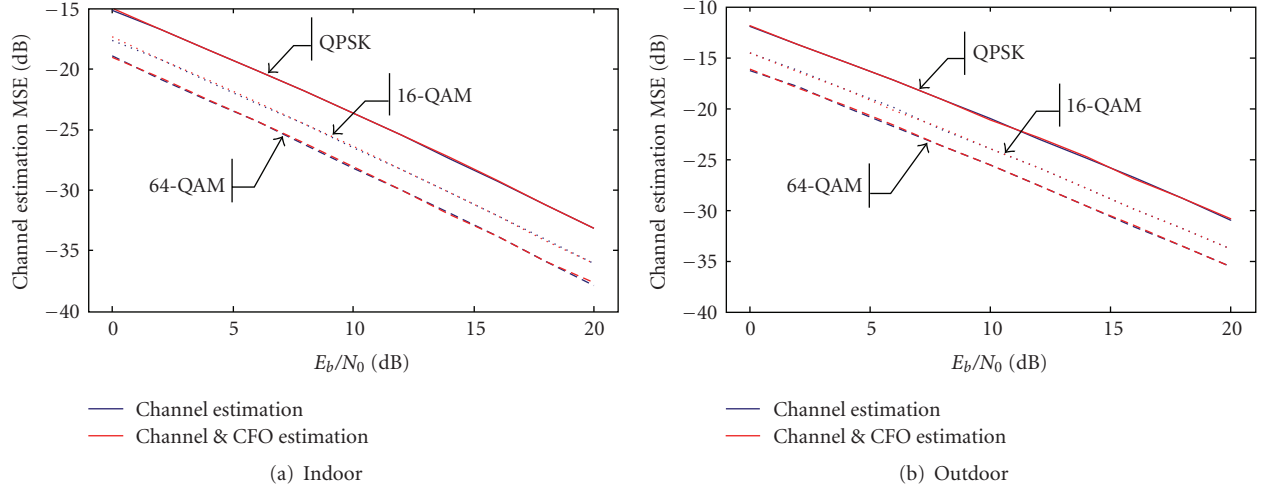 −15
−20
−25
−30
−35
−40
Channel estimation MSE (dB)
QPSK
16-QAM
64-QAM
0
5
10
15
20
E_b/N_0 (dB)
Channel estimation
Channel & CFO estimation
(a) Indoor
−5
−10
−15
−20
−25
−30
−35
−40
Channel estimation MSE (dB)
QPSK
16-QAM
64-QAM
0
5
10
15
20
E_b/N_0 (dB)
Channel estimation
Channel & CFO estimation
(b) Outdoor